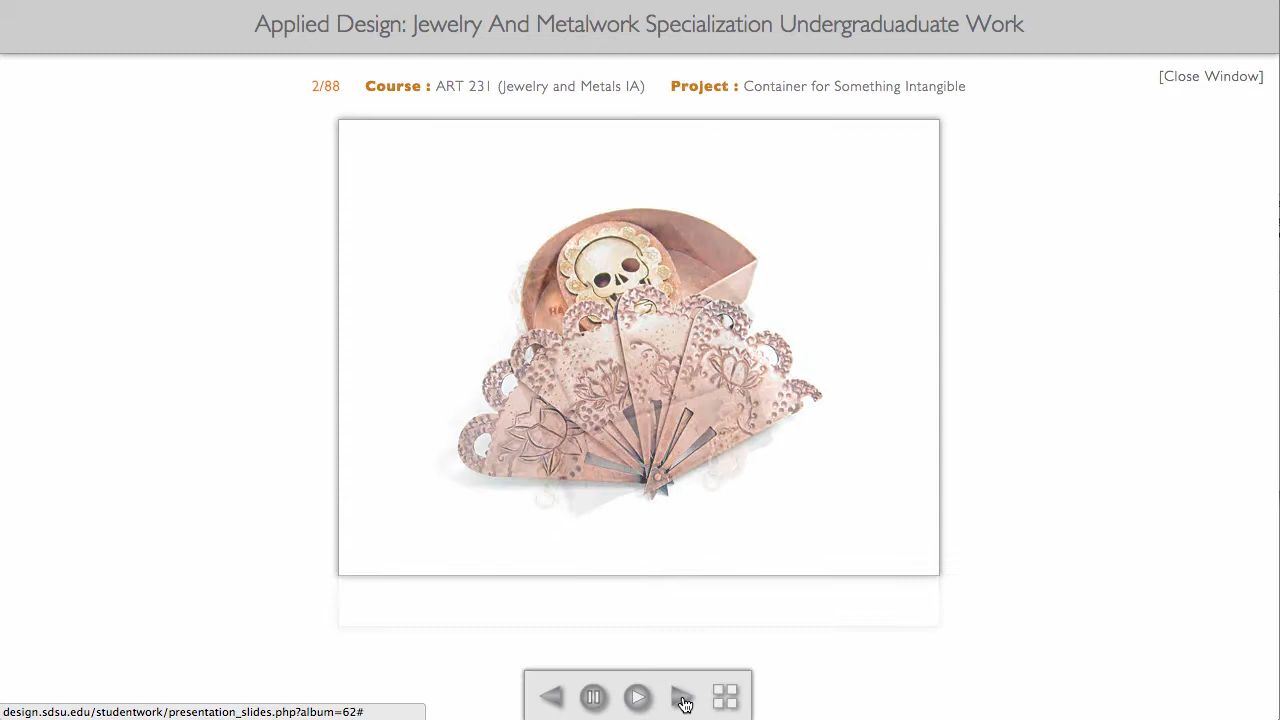 Applied Design: Jewelry And Metalwork Specialization Undergraduaduate Work
2/88 Course : ART 231 (Jewelry and Metals IA) Project : Container for Something Intangible
[Close Window]
design.sdsu.edu/studentwork/presentation_slides.php?album=62#